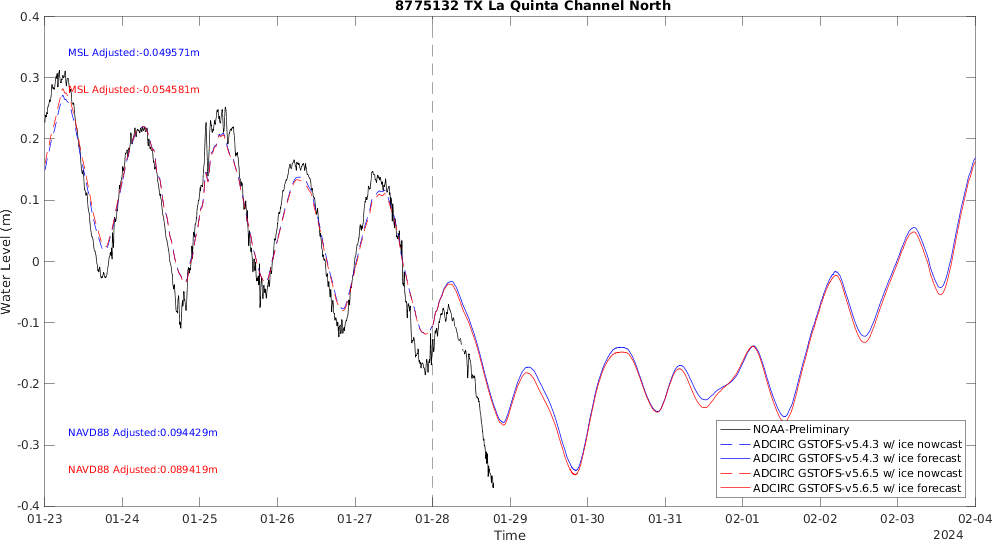 8775132 TX La Quinta Channel North
0.4
0.3
0.2
0.1
0
-0.1
-0.2
-0.3
-0.4
Water Level (m)
MSL Adjusted:-0.049571m
MSL Adjusted:-0.054581m
NAVD88 Adjusted:0.094429m
NAVD88 Adjusted:0.089419m
NOAA-Preliminary
ADCIRC GSTOFS-v5.4.3 w/ ice nowcast
ADCIRC GSTOFS-v5.4.3 w/ ice forecast
ADCIRC GSTOFS-v5.6.5 w/ ice nowcast
ADCIRC GSTOFS-v5.6.5 w/ ice forecast
01-23 01-24 01-25 01-26 01-27 01-28 01-29 01-30 01-31 02-01 02-02 02-03 02-04
Time
2024